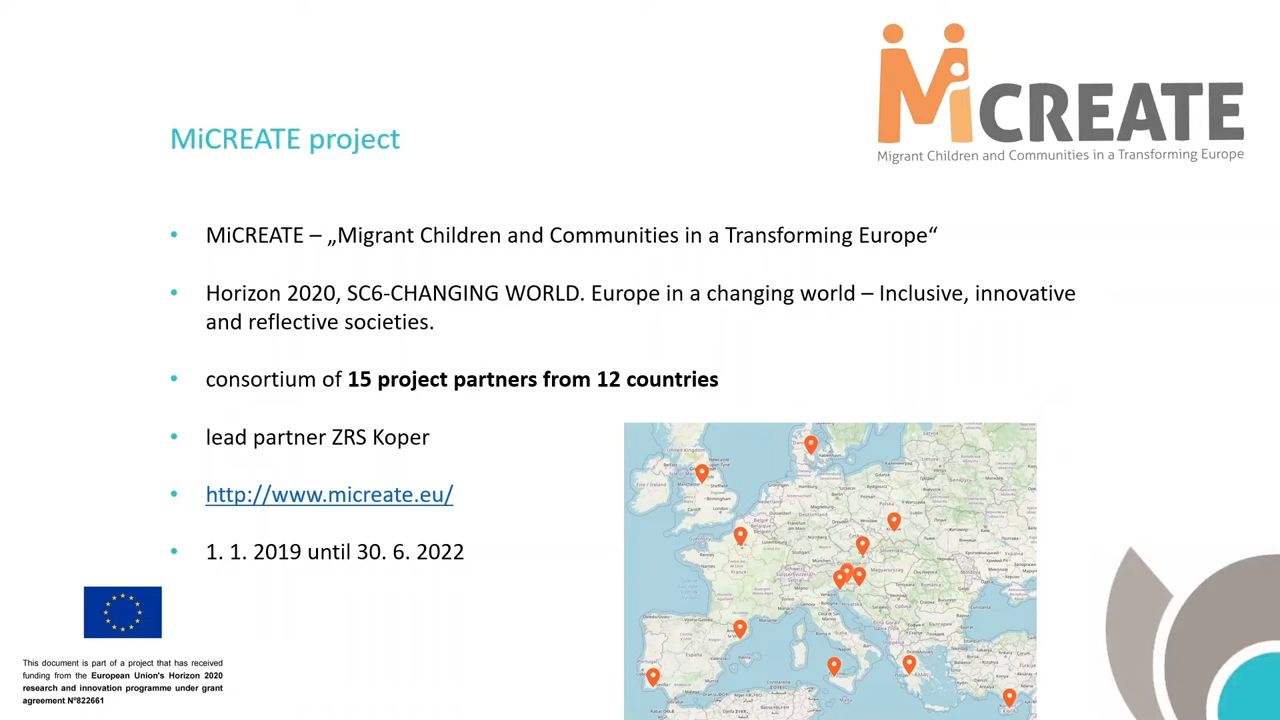 MiCREATE
Migrant Children and Communities in a Transforming Europe
MiCREATE project
• MiCREATE – „Migrant Children and Communities in a Transforming Europe“
• Horizon 2020, SC6-CHANGING WORLD. Europe in a changing world – Inclusive, innovative
and reflective societies.
• consortium of 15 project partners from 12 countries
• lead partner ZRS Koper
• http://www.micreate.eu/
• 1. 1. 2019 until 30. 6. 2022
This document is part of a project that has received
funding from the European Union's Horizon 2020
research and innovation programme under grant
agreement Nº822661